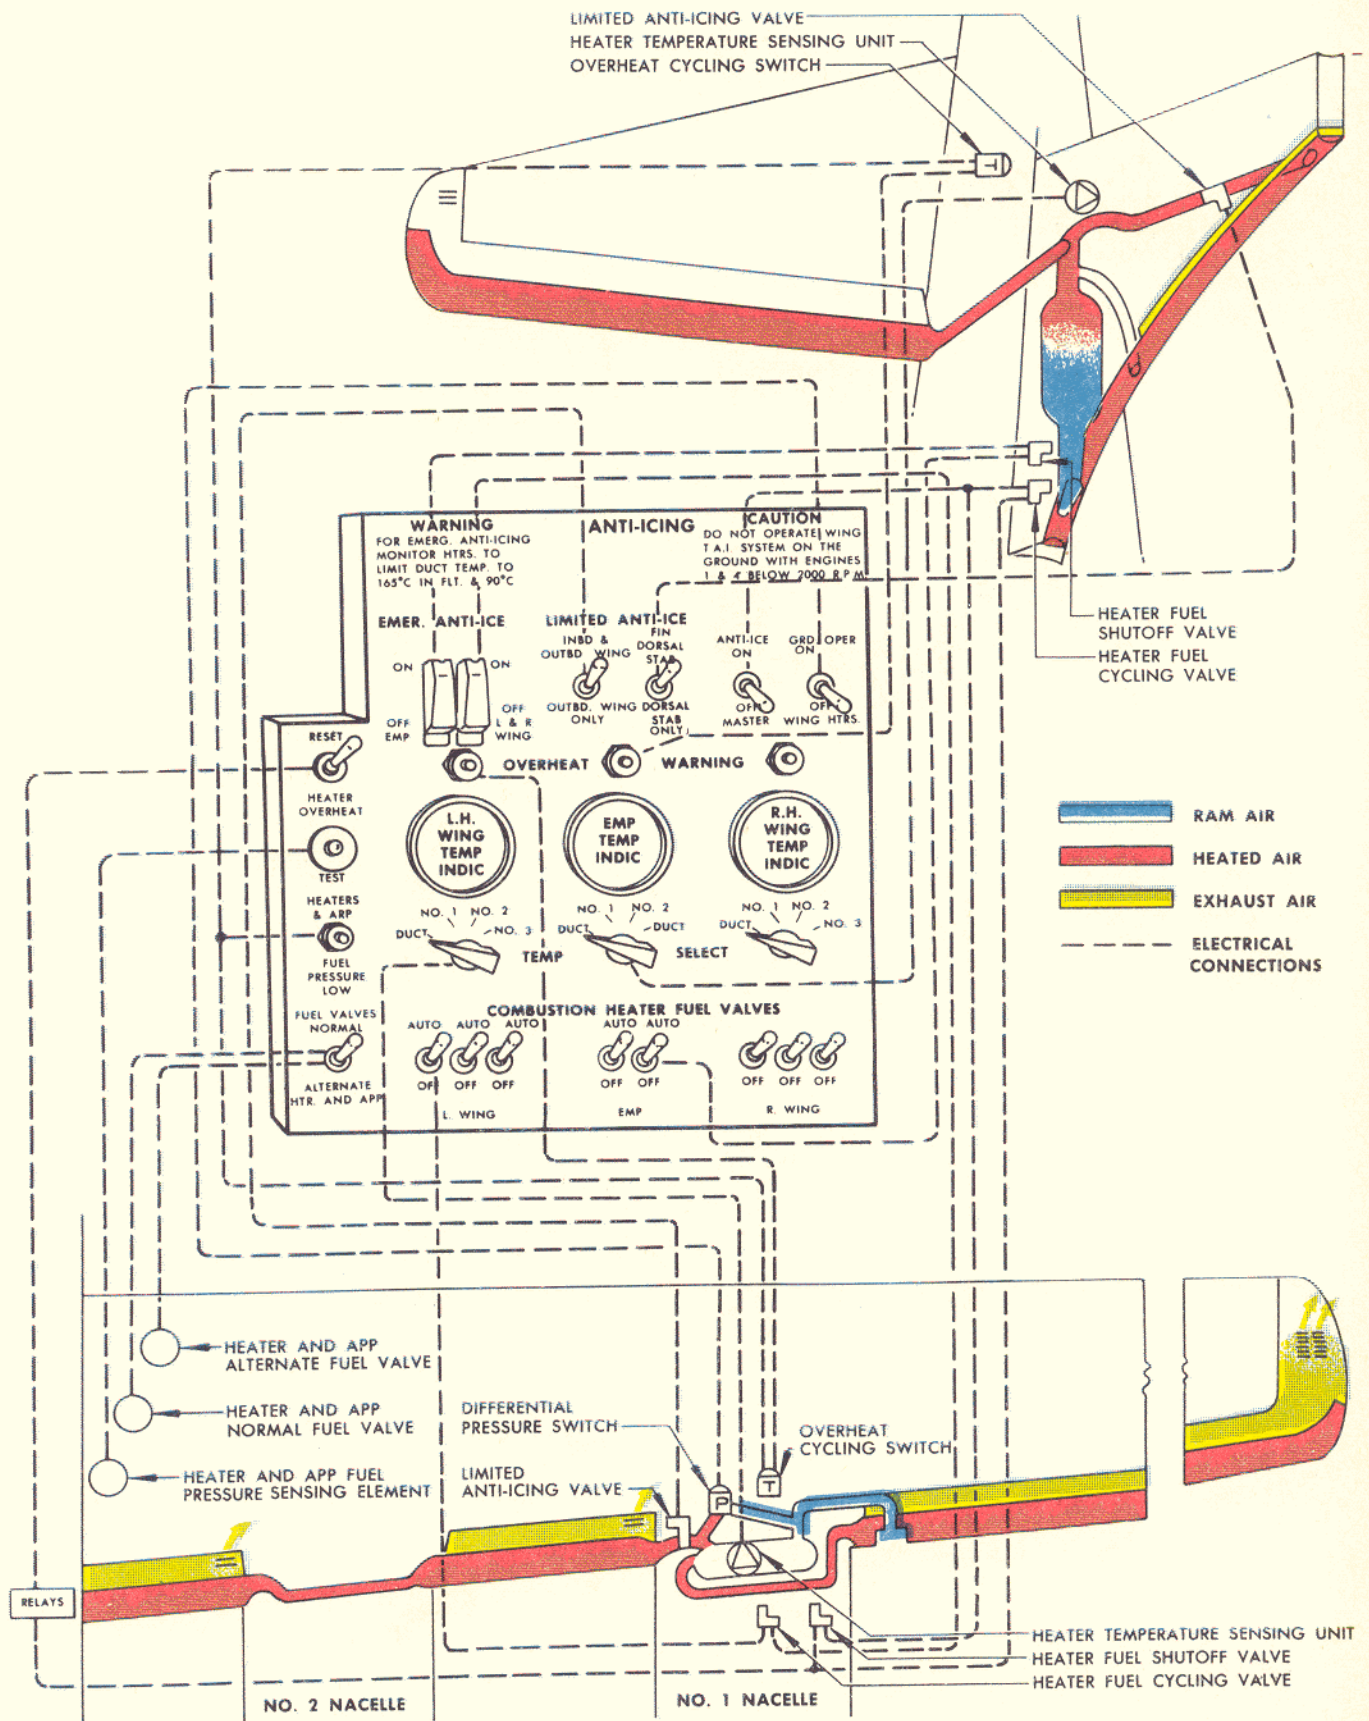 LIMITED ANTI-ICING VALVE
HEATER TEMPERATURE SENSING UNIT
OVERHEAT CYCLING SWITCH
T
HEATER FUEL
SHUTOFF VALVE
HEATER FUEL
CYCLING VALVE
WARNING
FOR EMERG. ANTI-ICING
MONITOR HTRS. TO
LIMIT DUCT TEMP. TO
165°C IN FLT. & 90°C
ANTI-ICING
CAUTION
DO NOT OPERATE WING
T.A.I. SYSTEM ON THE
GROUND WITH ENGINES
1 & 4 BELOW 2000 R P M
EMER. ANTI-ICE
ON
ON
OFF
EMP
OFF
L & R
WING
LIMITED ANTI-ICE
INBD &
OUTBD. WING
FIN
DORSAL
STAB
OUTBD. WING
ONLY
DORSAL
STAB
ONLY
ANTI-ICE
ON
OFF
MASTER
GRD. OPER
ON
OFF
WING HTRS.
RESET
HEATER
OVERHEAT
TEST
HEATERS
& ARP
FUEL
PRESSURE
LOW
FUEL VALVES
NORMAL
ALTERNATE
HTR. AND APP
OVERHEAT
WARNING
L.H.
WING
TEMP
INDIC
EMP
TEMP
INDIC
R.H.
WING
TEMP
INDIC
DUCT
NO. 1
NO. 2
NO. 3
TEMP
DUCT
NO. 1
NO. 2
DUCT
SELECT
DUCT
NO. 1
NO. 2
NO. 3
COMBUSTION HEATER FUEL VALVES
AUTO AUTO AUTO
AUTO AUTO
OFF OFF OFF
OFF OFF
OFF OFF OFF
L. WING
EMP
R. WING
RAM AIR
HEATED AIR
EXHAUST AIR
ELECTRICAL
CONNECTIONS
HEATER AND APP
ALTERNATE FUEL VALVE
HEATER AND APP
NORMAL FUEL VALVE
HEATER AND APP FUEL
PRESSURE SENSING ELEMENT
DIFFERENTIAL
PRESSURE SWITCH
LIMITED
ANTI-ICING VALVE
P
T
OVERHEAT
CYCLING SWITCH
RELAYS
HEATER TEMPERATURE SENSING UNIT
HEATER FUEL SHUTOFF VALVE
HEATER FUEL CYCLING VALVE
NO. 2 NACELLE
NO. 1 NACELLE